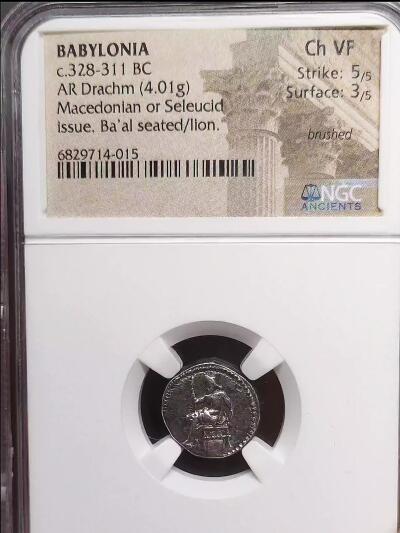 BABYLONIA
c.328-311 BC
AR Drachm (4.01g)
Macedonian or Seleucid
issue. Ba'al seated/lion.
6829714-015
Ch VF
Strike: 5/5
Surface: 3/5
brushed
NGC
ANCIENTS